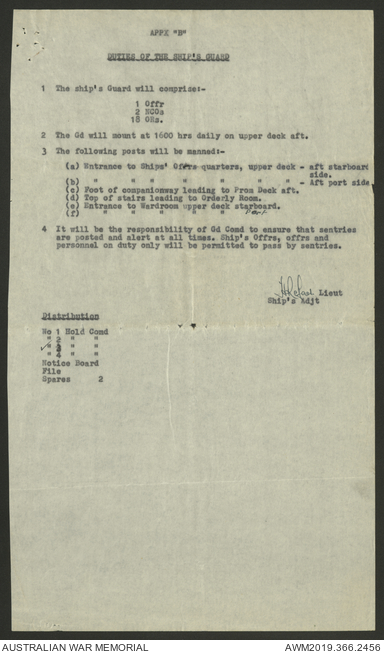 APPX "B"
DUTIES OF THE SHIP'S GUARD
1 The ship's Guard will comprise:-
1 Offr
2 NCOs
18 ORs.
2 The Gd will mount at 1600 hrs daily on upper deck aft.
3 The following posts will be manned:-
(a) Wntrance to Ships' Offrs quarters, upper deck - aft starboard
side.
(b) " " " " " " " - Aft port side
(c) Foot of companionway leading to Prom Deck aft.
(d) Top of stairs leading to Orderly Room.
(e) Entrance to Wardroom upper deck starboard.
(f) " " " " " Port
4 It will be the responsibility of Gd Comd to ensure that sentries
are posted and alert at all times. Ship's Offrs, offrs and
personnel on duty only will be permitted to pass by sentries.
Lieut
Ship's Adjt
Distribution
No 1 Hold Comd
" 2 " "
" 3 " "
" 4 " "
Notice Board
File
Spares 2
AUSTRALIAN WAR MEMORIAL AWM2019.366.2456